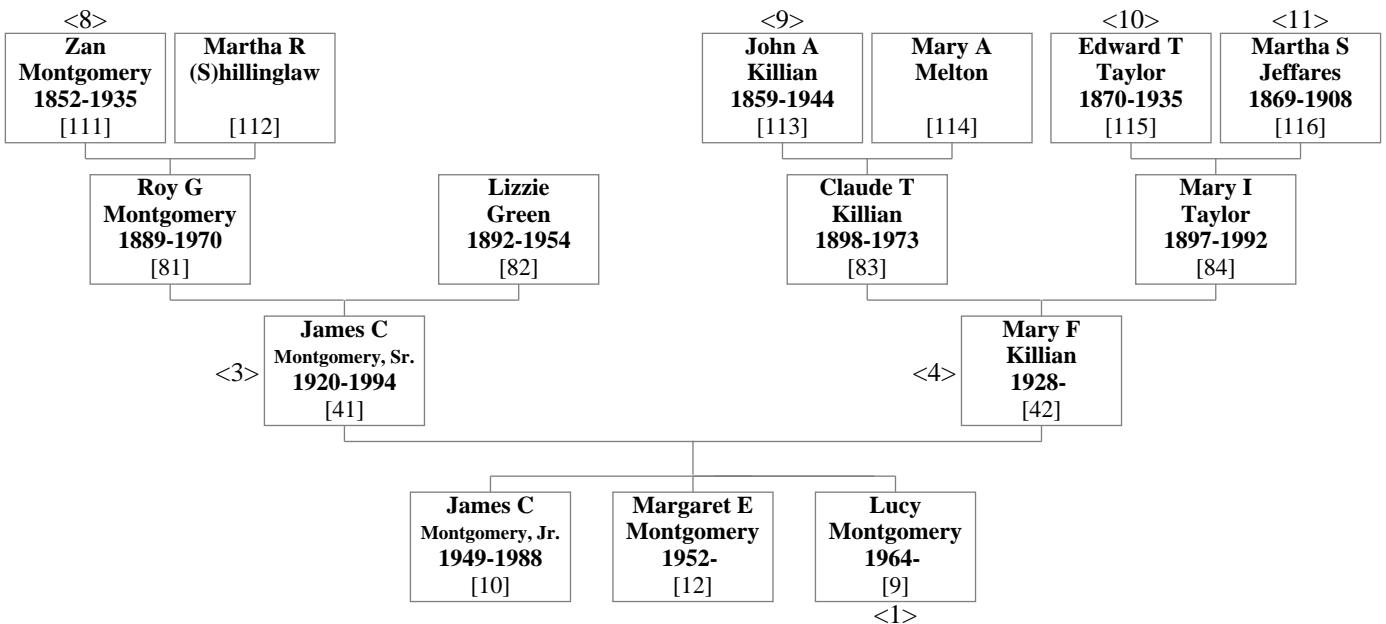 <8>
Zan
Montgomery
1852-1935
[111]
Martha R
(S)hillinglaw
[112]
<9>
John A
Killian
1859-1944
[113]
Mary A
Melton
[114]
<10>
Edward T
Taylor
1870-1935
[115]
<11>
Martha S
Jeffares
1869-1908
[116]
Roy G
Montgomery
1889-1970
[81]
Lizzie
Green
1892-1954
[82]
Claude T
Killian
1898-1973
[83]
Mary I
Taylor
1897-1992
[84]
<3>
James C
Montgomery, Sr.
1920-1994
[41]
<4>
Mary F
Killian
1928-
[42]
James C
Montgomery, Jr.
1949-1988
[10]
Margaret E
Montgomery
1952-
[12]
Lucy
Montgomery
1964-
[9]
<1>